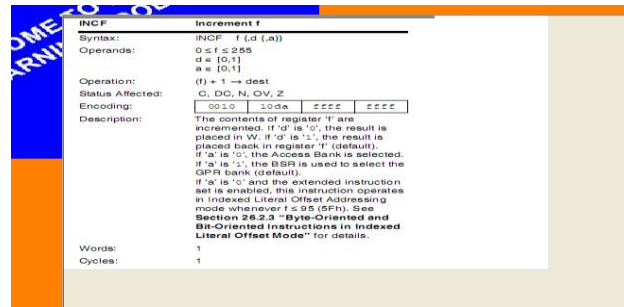 OME TO
ARNIN
COD
INCF Increment f
Syntax: INCF f {,d {,a}}
Operands: 0 ≤ f ≤ 255
d ∈ [0,1]
a ∈ [0,1]
Operation: (f) + 1 → dest
Status Affected: C, DC, N, OV, Z
Encoding: 0010 10da ffff ffff
Description: The contents of register 'f' are
incremented. If 'd' is '0', the result is
placed in W. If 'd' is '1', the result is
placed back in register 'f' (default).
If 'a' is '0', the Access Bank is selected.
If 'a' is '1', the BSR is used to select the
GPR bank (default).
If 'a' is '0' and the extended instruction
set is enabled, this instruction operates
in Indexed Literal Offset Addressing
mode whenever f ≤ 95 (5Fh). See
Section 26.2.3 "Byte-Oriented and
Bit-Oriented Instructions in Indexed
Literal Offset Mode" for details.
Words: 1
Cycles: 1